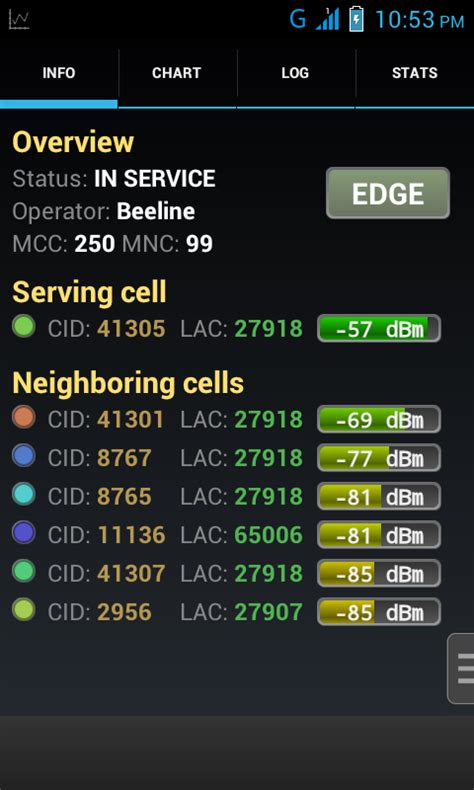 G 1 10:53 PM
INFO CHART LOG STATS
Overview
Status: IN SERVICE
EDGE
Operator: Beeline
MCC: 250 MNC: 99
Serving cell
CID: 41305 LAC: 27918 -57 dBm
Neighboring cells
CID: 41301 LAC: 27918 -69 dBm
CID: 8767 LAC: 27918 -77 dBm
CID: 8765 LAC: 27918 -81 dBm
CID: 11136 LAC: 65006 -81 dBm
CID: 41307 LAC: 27918 -85 dBm
CID: 2956 LAC: 27907 -85 dBm